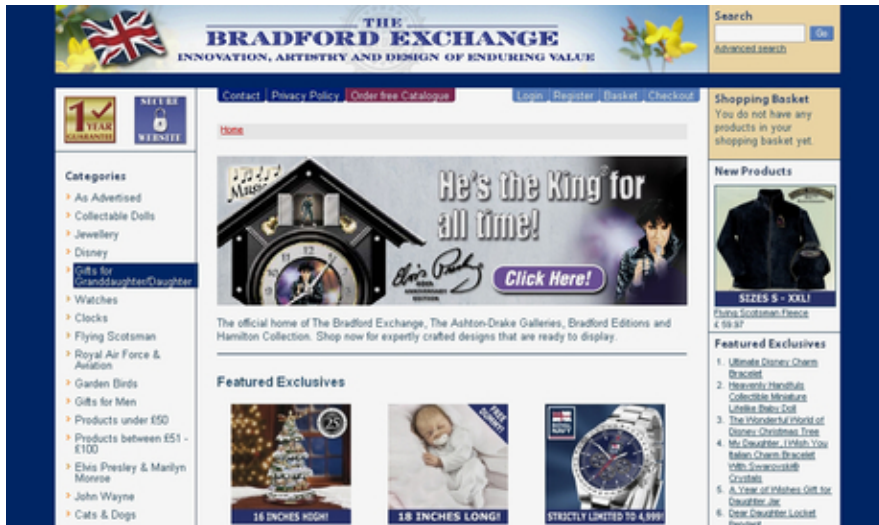 THE
BRADFORD EXCHANGE
INNOVATION, ARTISTRY AND DESIGN OF ENDURING VALUE
Search
Go
Advanced search
1
YEAR
GUARANTEE
SECURE
WEBSITE
Contact Privacy Policy Order free Catalogue Login Register Basket Checkout
Home
Shopping Basket
You do not have any
products in your
shopping basket yet.
Categories
As Advertised
Collectable Dolls
Jewellery
Disney
Gifts for
Granddaughter/Daughter
Watches
Clocks
Flying Scotsman
Royal Air Force &
Aviation
Garden Birds
Gifts for Men
Products under £50
Products between £51 -
£100
Elvis Presley & Marilyn
Monroe
John Wayne
Cats & Dogs
Music
He's the King for
all time!
Elvis Presley
Click Here!
The official home of The Bradford Exchange, The Ashton-Drake Galleries, Bradford Editions and
Hamilton Collection. Shop now for expertly crafted designs that are ready to display.
Featured Exclusives
25
16 INCHES HIGH!
FREE
DUMMY!
18 INCHES LONG!
ROYAL
NAVY
STRICTLY LIMITED TO 4,999!
New Products
SIZES S - XXL!
Flying Scotsman Fleece
£ 59.97
Featured Exclusives
1. Ultimate Disney Charm
Bracelet
2. Heavenly Handfuls
Collectible Miniature
Lifelike Baby Doll
3. The Wonderful World of
Disney Christmas Tree
4. My Daughter, I Wish You
Italian Charm Bracelet
With Swarovski®
Crystals
5. A Year of Wishes Gift for
Daughter Jar
6. Dear Daughter Locket